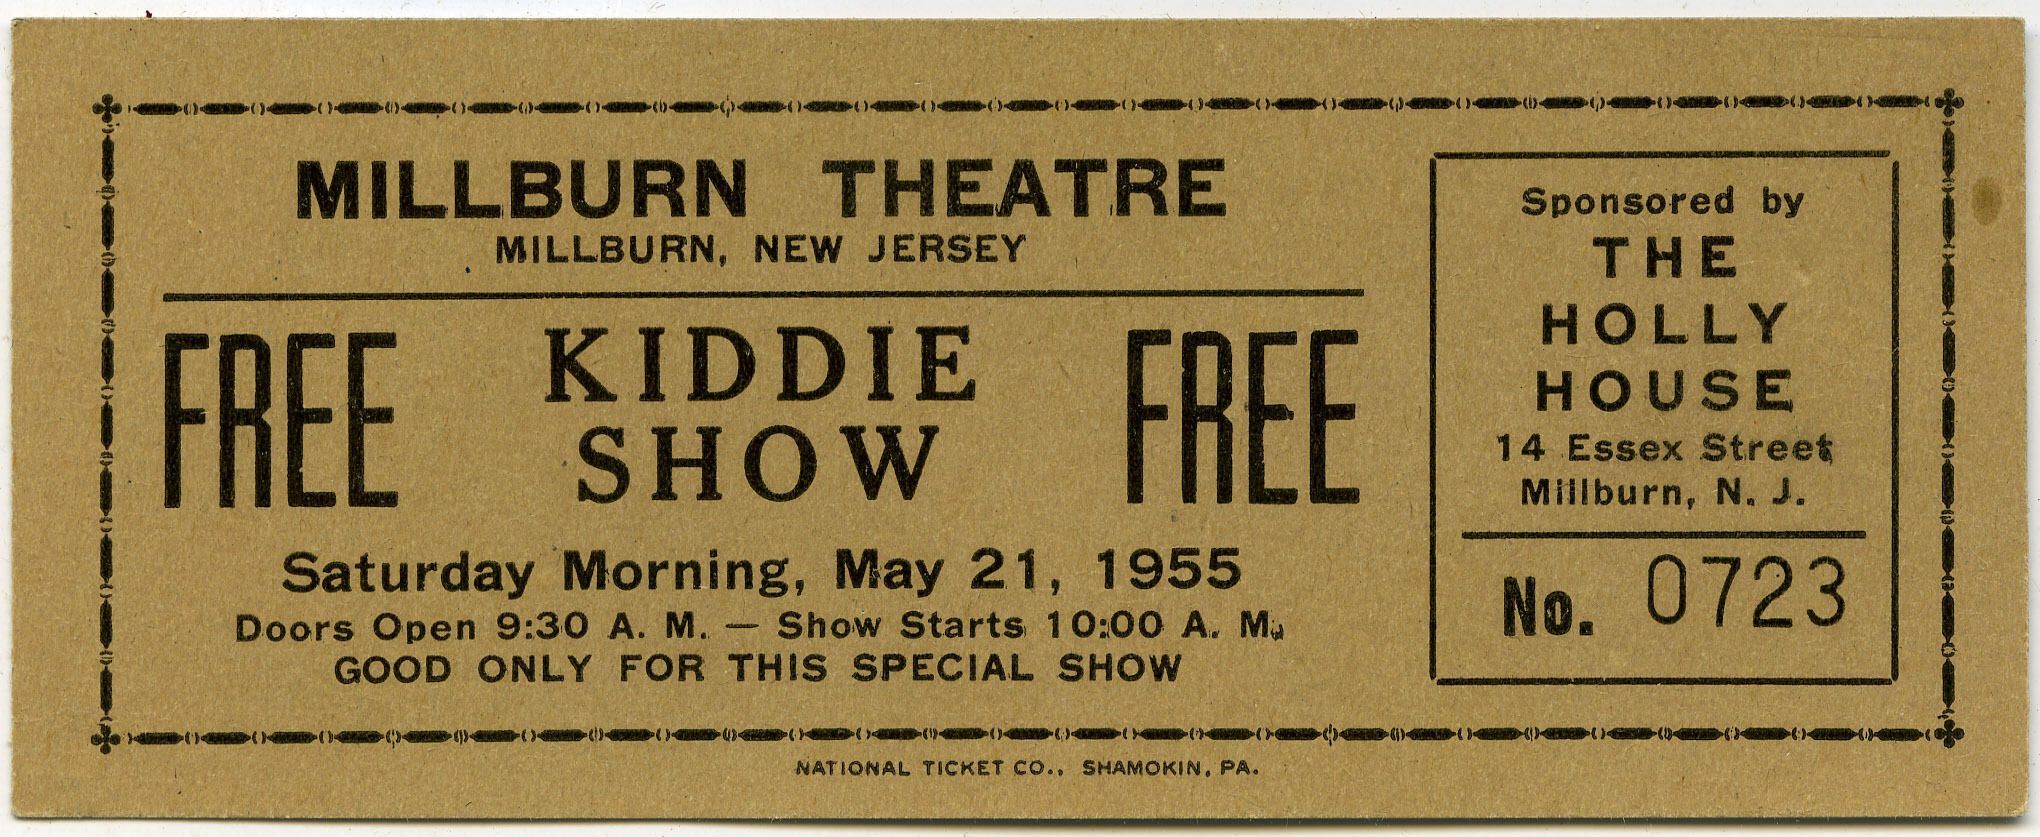 MILLBURN THEATRE
MILLBURN, NEW JERSEY
FREE
KIDDIE
SHOW
FREE
Saturday Morning, May 21, 1955
Doors Open 9:30 A. M. — Show Starts 10:00 A. M.
GOOD ONLY FOR THIS SPECIAL SHOW
Sponsored by
THE
HOLLY
HOUSE
14 Essex Street
Millburn, N. J.
No. 0723
NATIONAL TICKET CO., SHAMOKIN, PA.